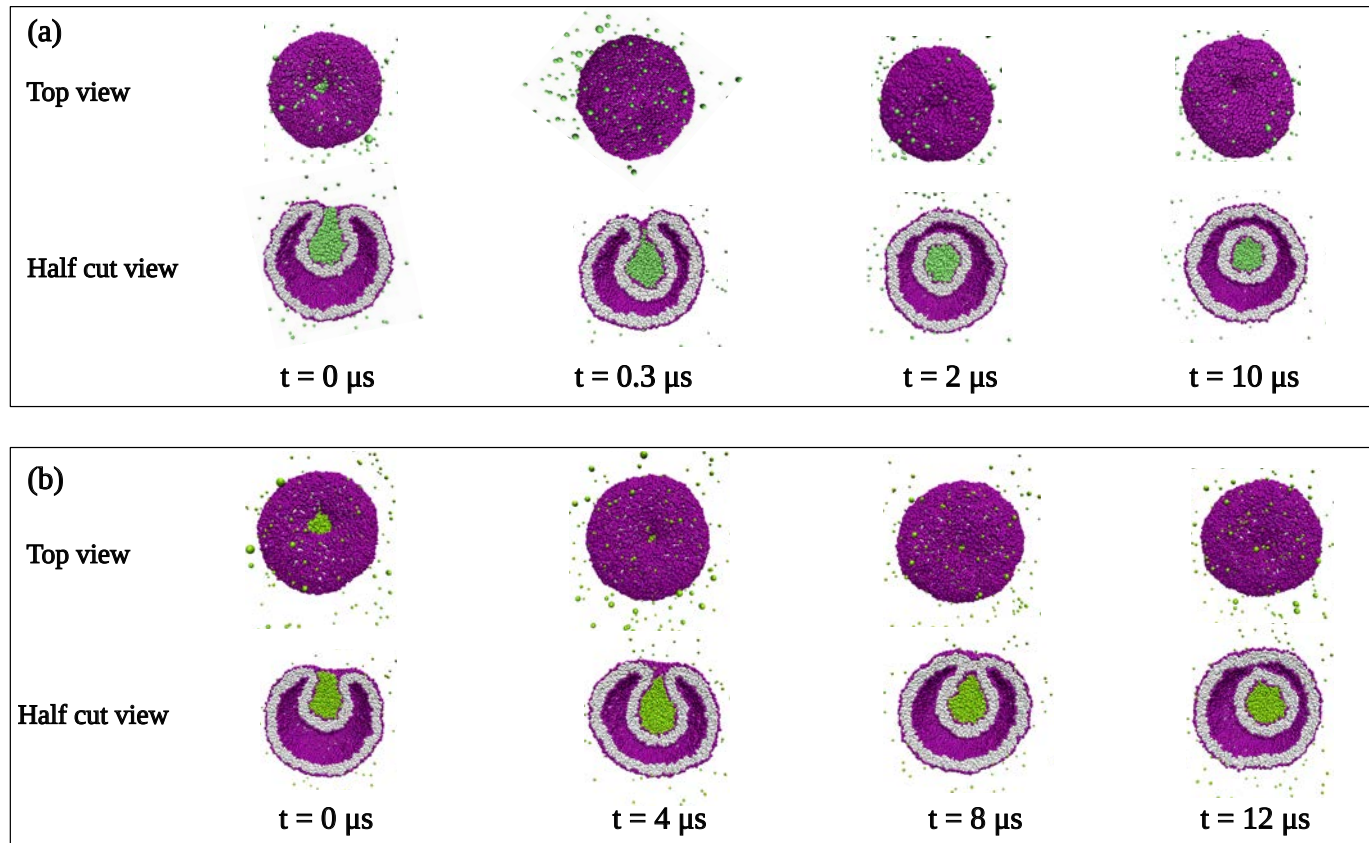 (a)
Top view
Half cut view
t = 0 μs
t = 0.3 μs
t = 2 μs
t = 10 μs
(b)
Top view
Half cut view
t = 0 μs
t = 4 μs
t = 8 μs
t = 12 μs